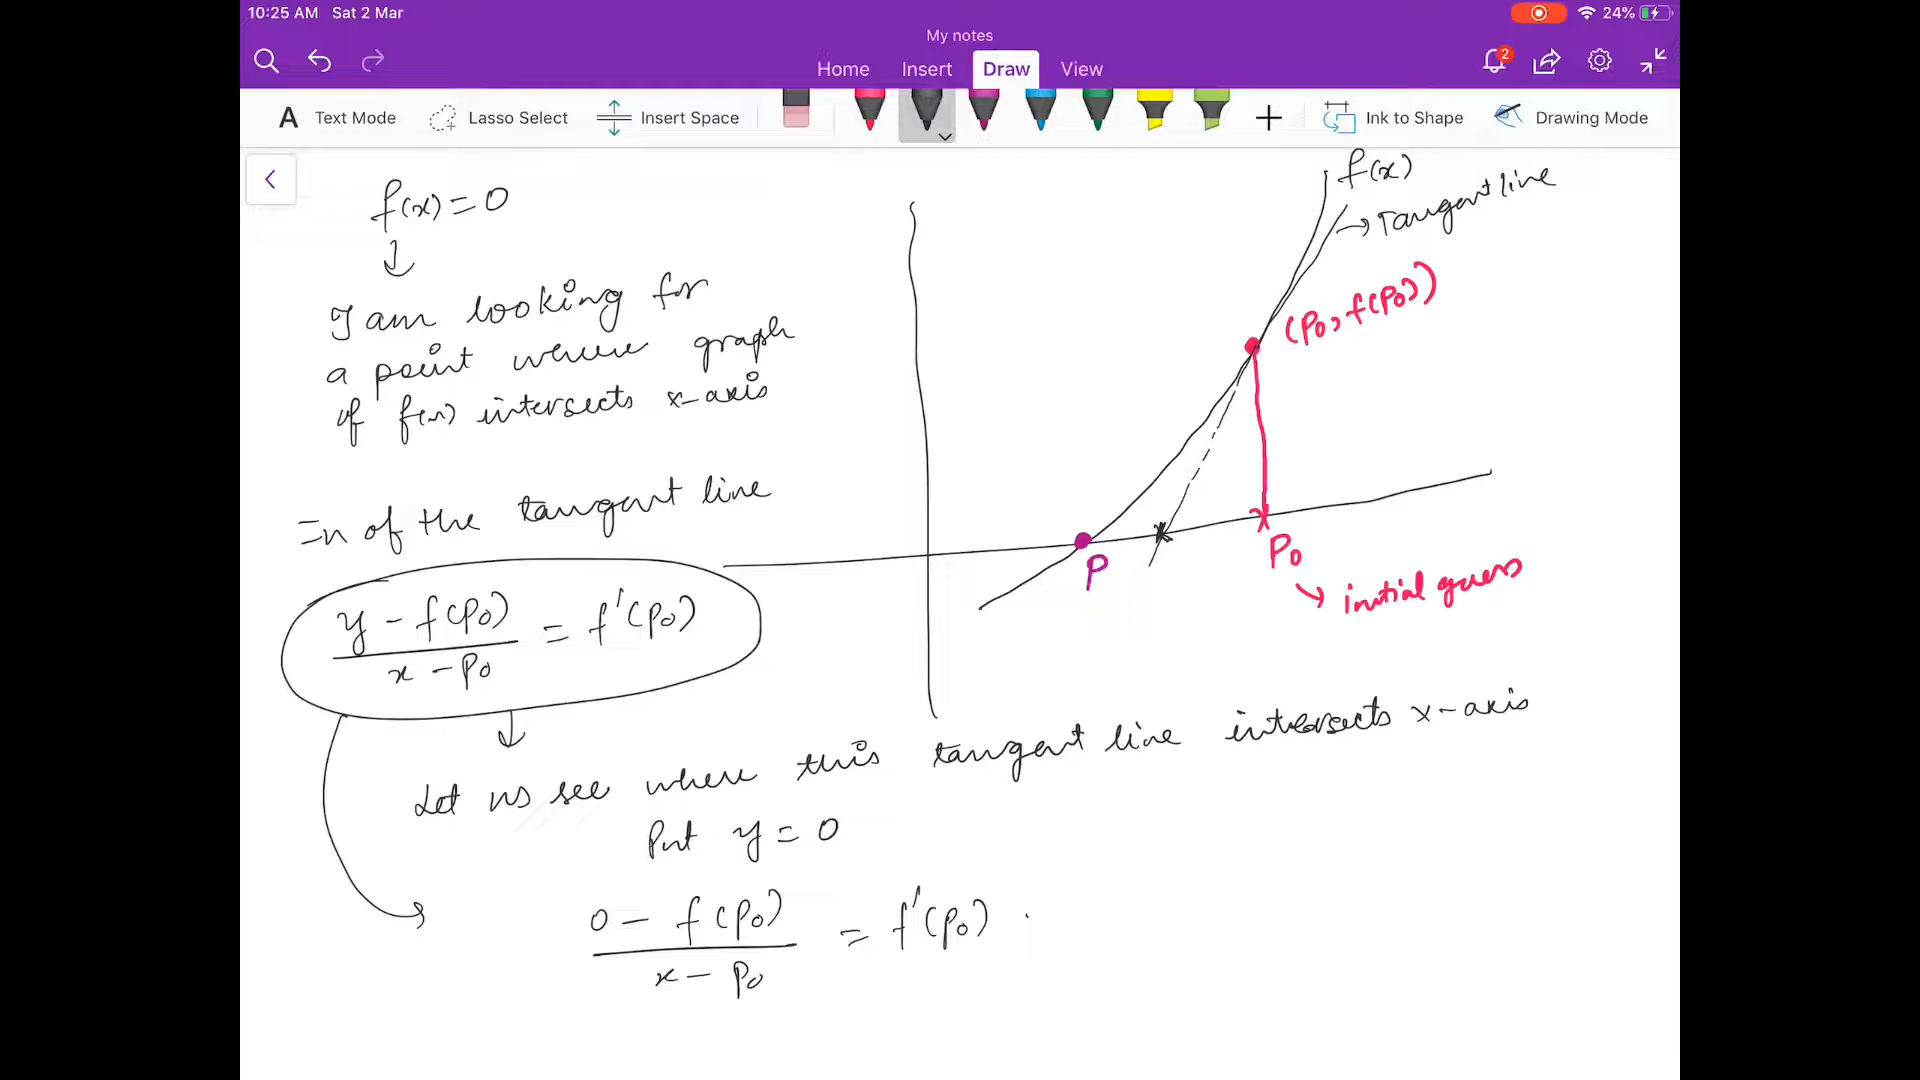 10:25 AM Sat 2 Mar
24%
My notes
Home Insert Draw View
2
A Text Mode Lasso Select Insert Space Ink to Shape Drawing Mode
f(x)=0
I am looking for
a point where graph
of f(x) intersects x-axis
=n of the tangent line
y - f(p₀) / x - p₀ = f'(p₀)
f(x)
→ Tangent line
(p₀, f(p₀))
P
P₀
initial guess
Let us see where this tangent line intersects x-axis
Put y = 0
0 - f(p₀) / x - p₀ = f'(p₀)